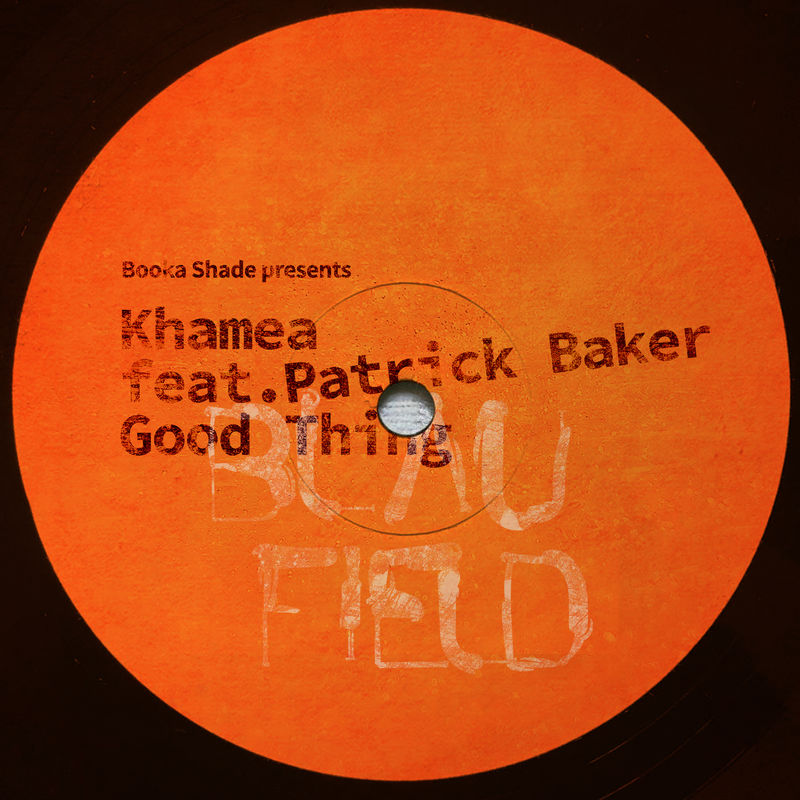 Booka Shade presents
Khamea
feat.Patrick Baker
Good Thing
BLAU
FIELD